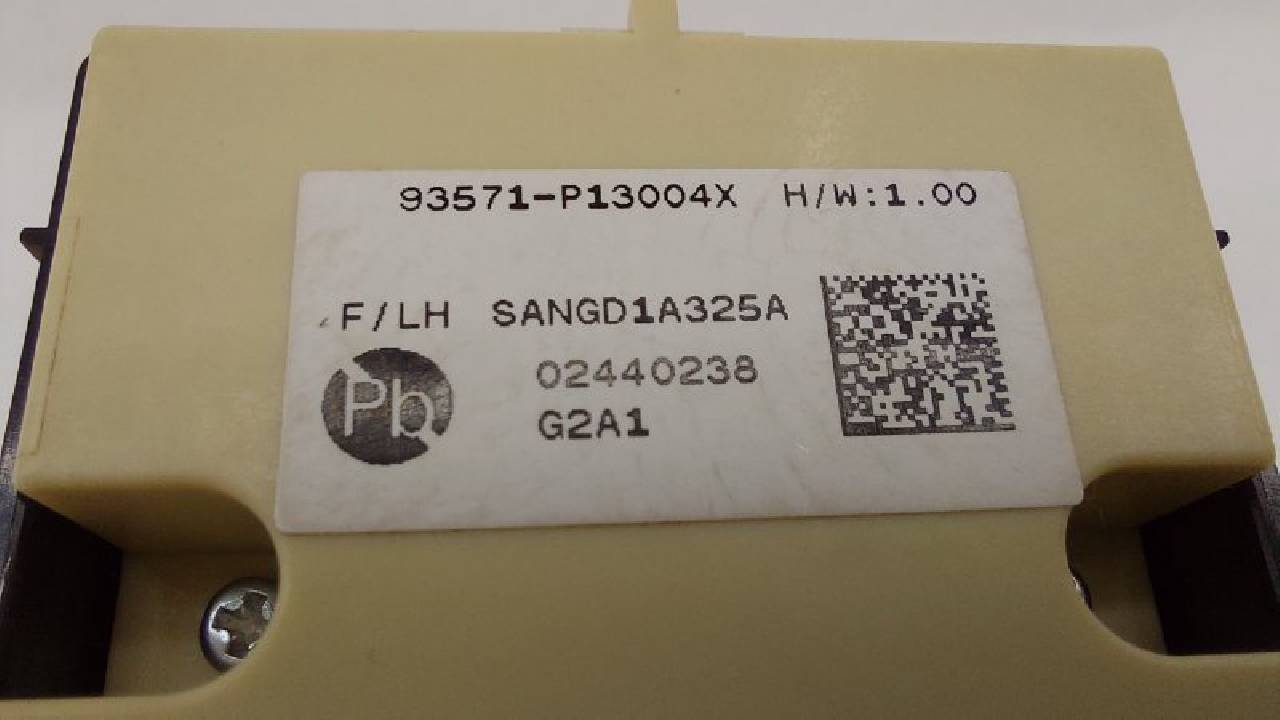 93571-P13004X H/W:1.00
F/LH SANGD1A325A
02440238
Pb
G2A1